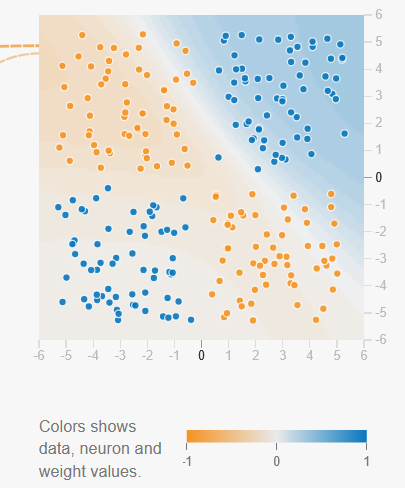 6
5
4
3
2
1
0
-1
-2
-3
-4
-5
-6
-6 -5 -4 -3 -2 -1 0 1 2 3 4 5 6
Colors shows
data, neuron and
weight values.
-1 0 1